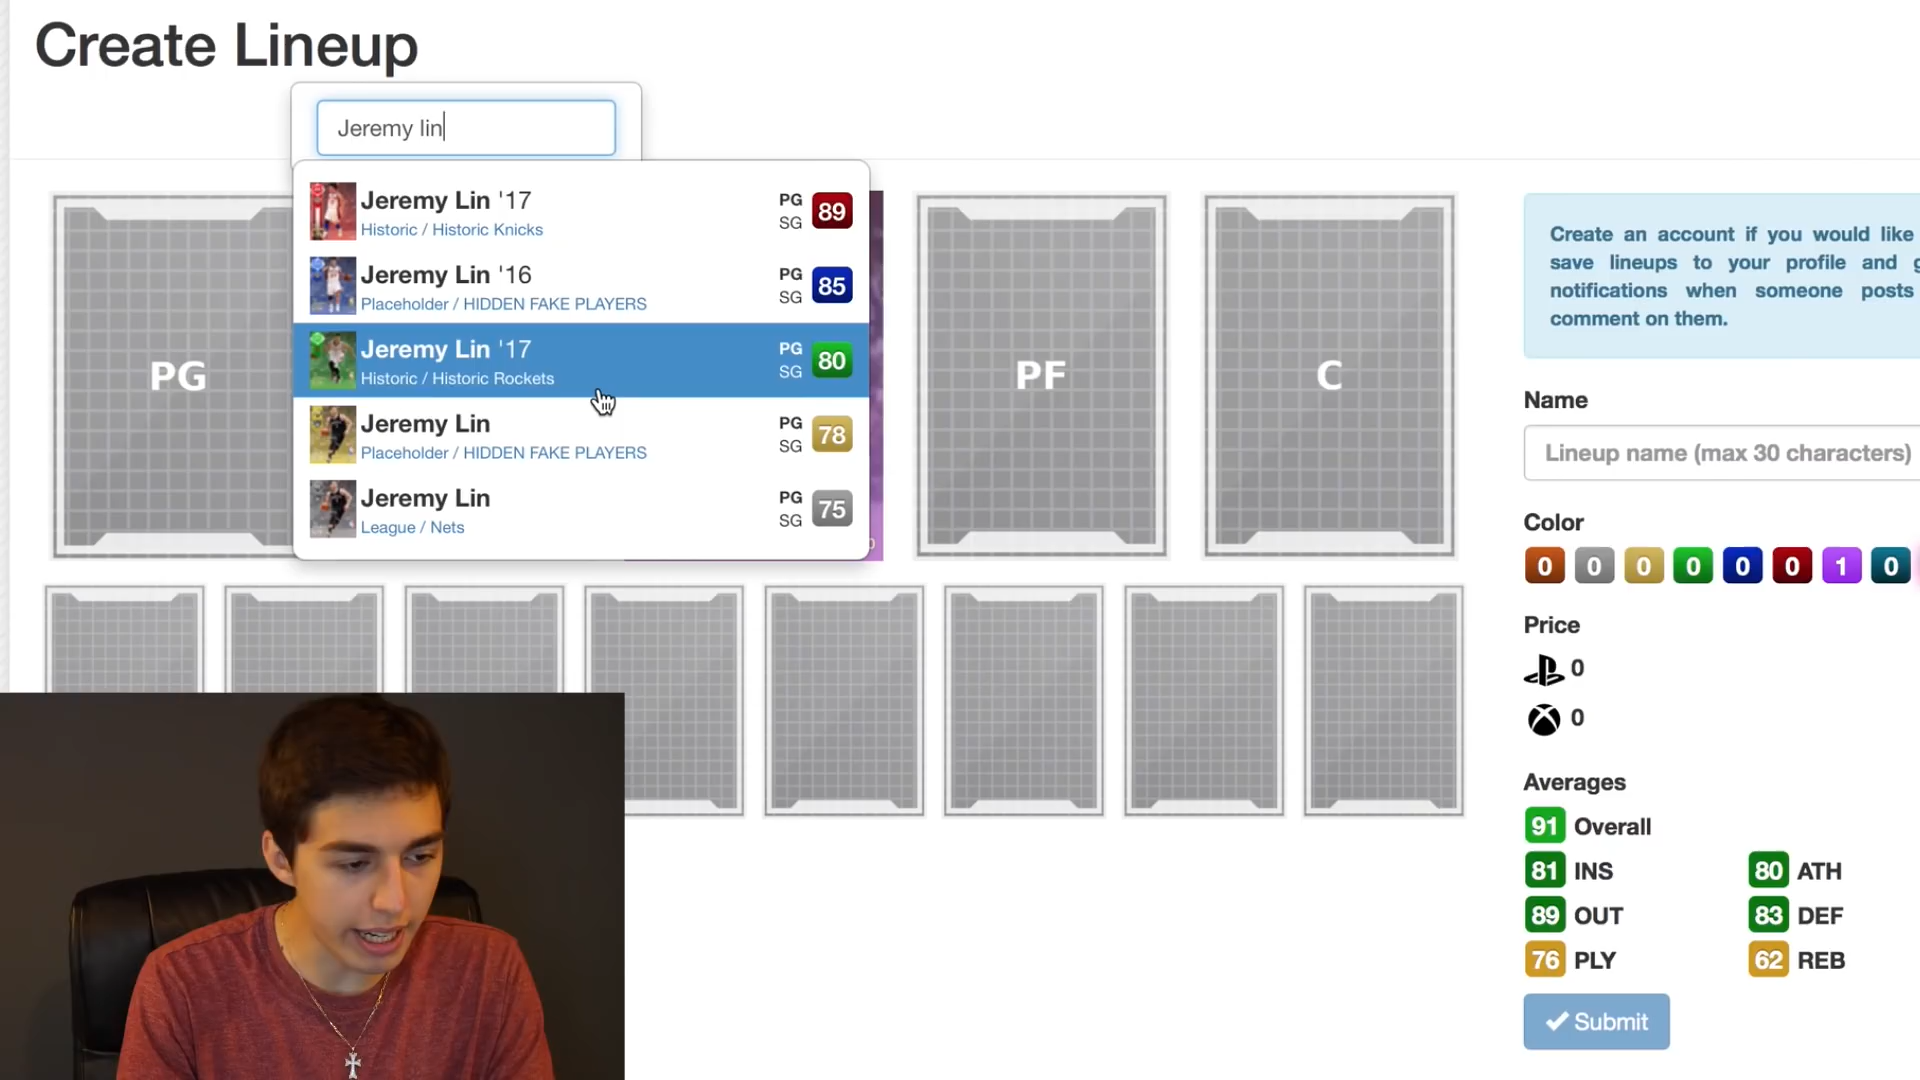 Create Lineup
Jeremy lin
Jeremy Lin '17
Historic / Historic Knicks
PG
SG
89
Jeremy Lin '16
Placeholder / HIDDEN FAKE PLAYERS
PG
SG
85
Jeremy Lin '17
Historic / Historic Rockets
PG
SG
80
Jeremy Lin
Placeholder / HIDDEN FAKE PLAYERS
PG
SG
78
Jeremy Lin
League / Nets
PG
SG
75
PG
PF
C
Create an account if you would like
save lineups to your profile and g
notifications when someone posts
comment on them.
Name
Lineup name (max 30 characters)
Color
0 0 0 0 0 0 1 0
Price
0
0
Averages
91 Overall
81 INS
80 ATH
89 OUT
83 DEF
76 PLY
62 REB
Submit